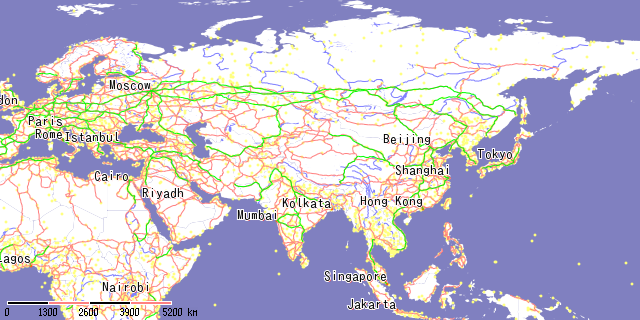 Moscow
don
Paris
Rome Istanbul
Beijing
Tokyo
Cairo
Shanghai
Riyadh
Kolkata
Hong Kong
Mumbai
agos
Singapore
Nairobi
Jakarta
0 1300 2600 3900 5200 km